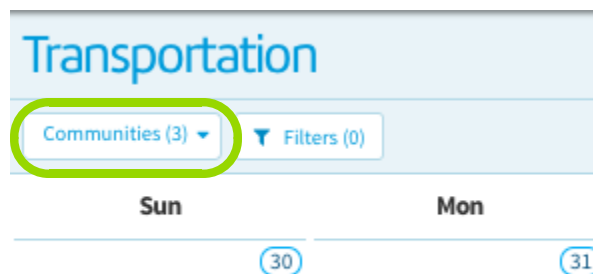 Transportation
Communities (3) Filters (0)
Sun Mon
30 31